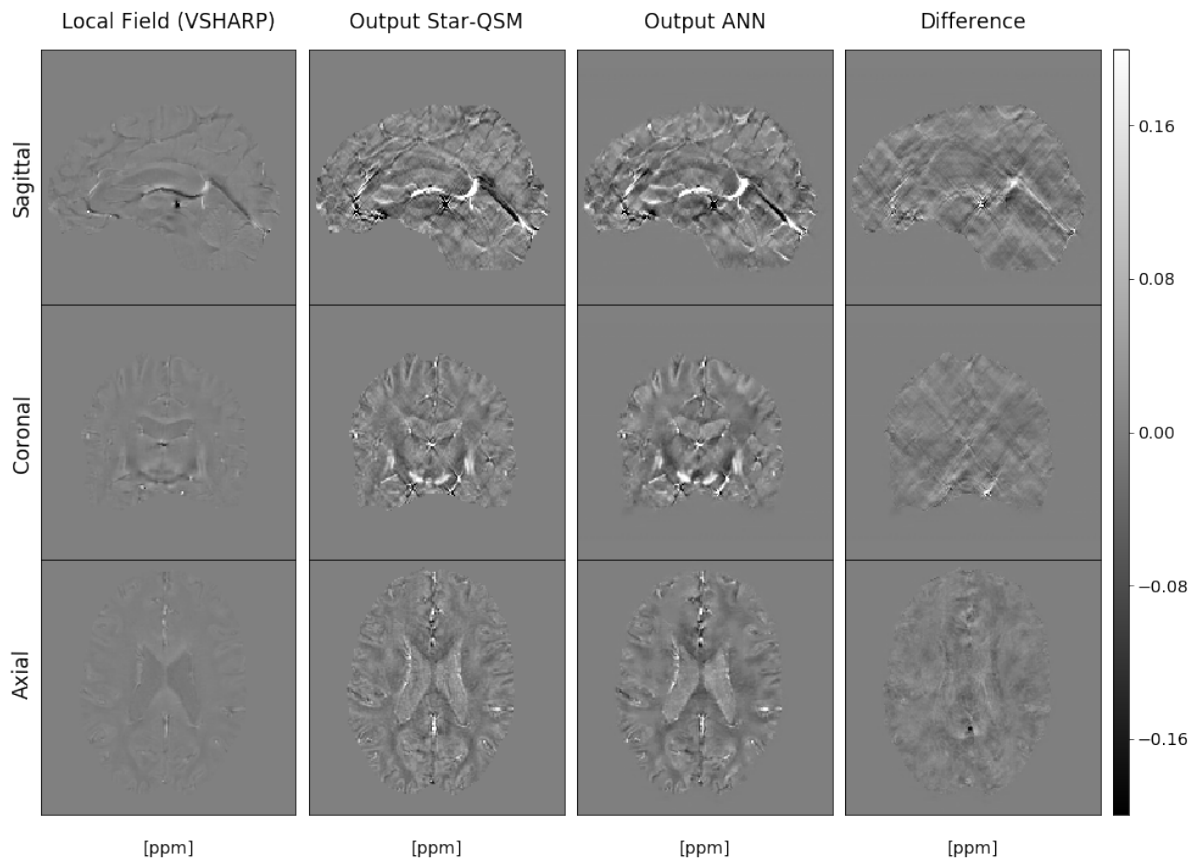 Local Field (VSHARP) Output Star-QSM Output ANN Difference
Sagittal
Coronal
Axial
0.16
0.08
0.00
−0.08
−0.16
[ppm] [ppm] [ppm] [ppm]